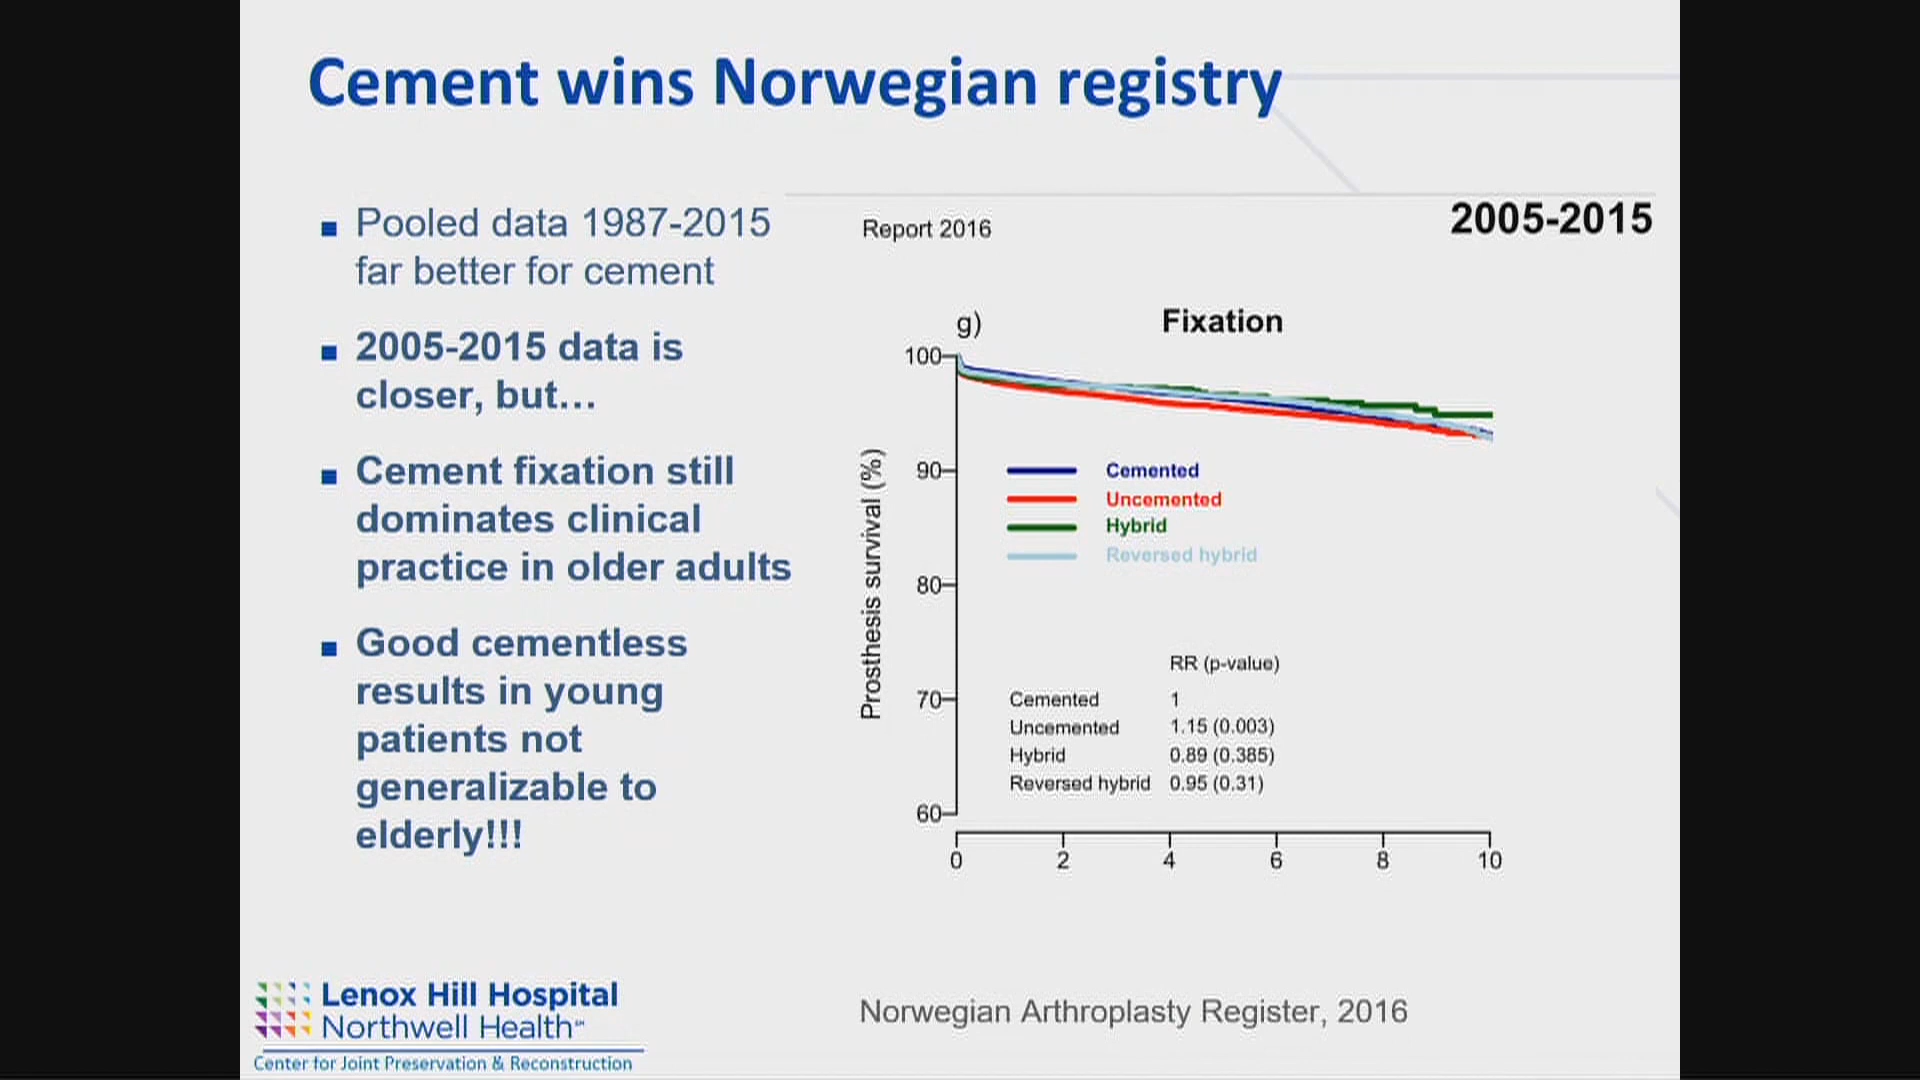 Cement wins Norwegian registry
Pooled data 1987-2015
far better for cement
2005-2015 data is
closer, but...
Cement fixation still
dominates clinical
practice in older adults
Good cementless
results in young
patients not
generalizable to
elderly!!!
Report 2016
2005-2015
g)
Fixation
Prosthesis survival (%)
100
90
80
70
60
Cemented
Uncemented
Hybrid
Reversed hybrid
RR (p-value)
Cemented 1
Uncemented 1.15 (0.003)
Hybrid 0.89 (0.385)
Reversed hybrid 0.95 (0.31)
0 2 4 6 8 10
Lenox Hill Hospital
Northwell Health
Center for Joint Preservation & Reconstruction
Norwegian Arthroplasty Register, 2016